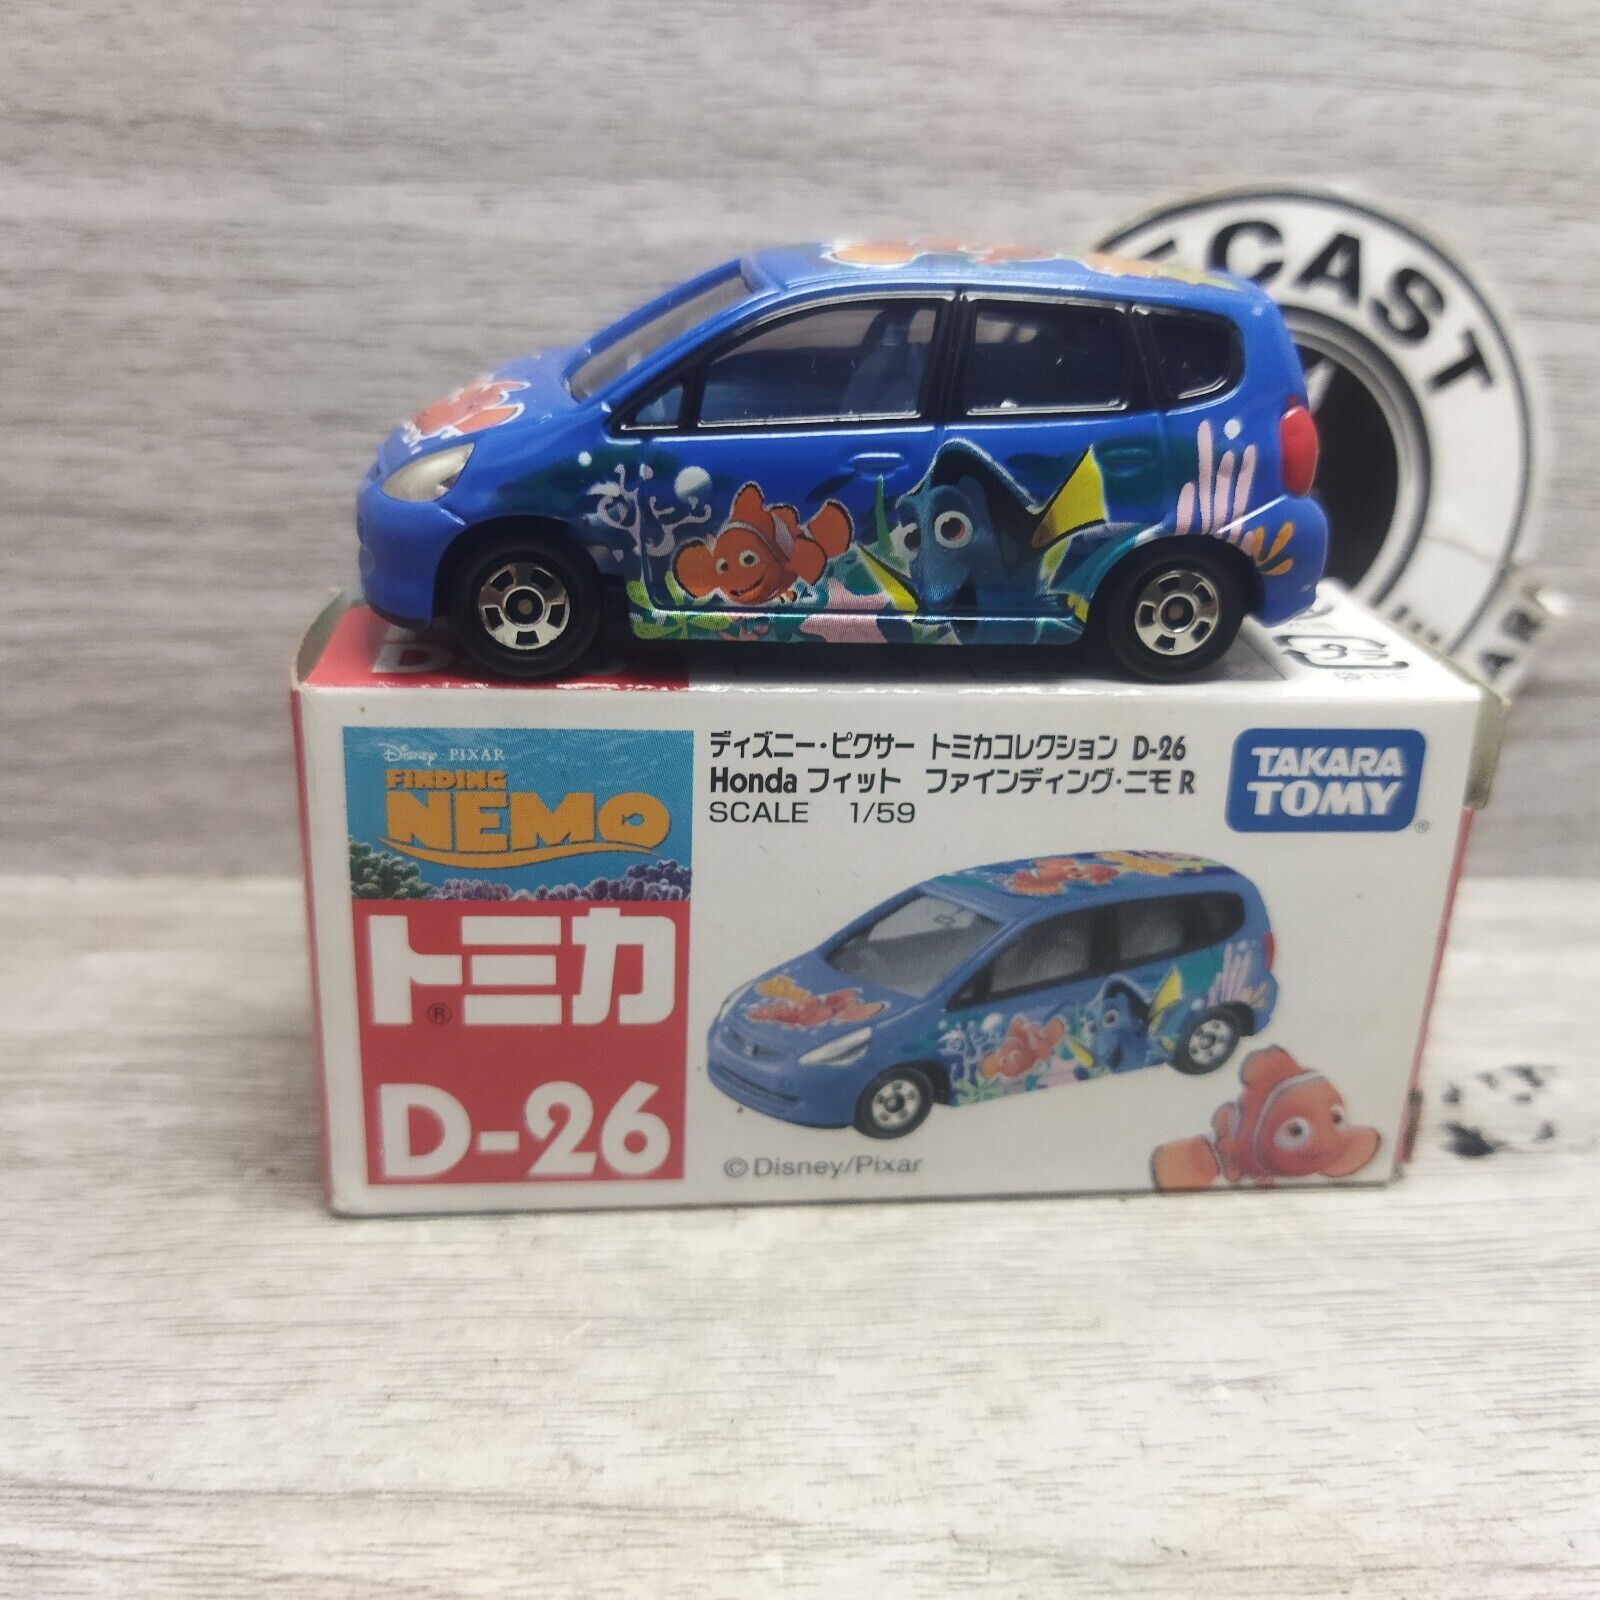 CAST
Disney PIXAR
FINDING
NEMO
トミカ
®
D-26
ディズニー・ピクサー トミカコレクション D-26
Honda フィット ファインディング・ニモ R
SCALE 1/59
TAKARA
TOMY
®
©Disney/Pixar
プラ